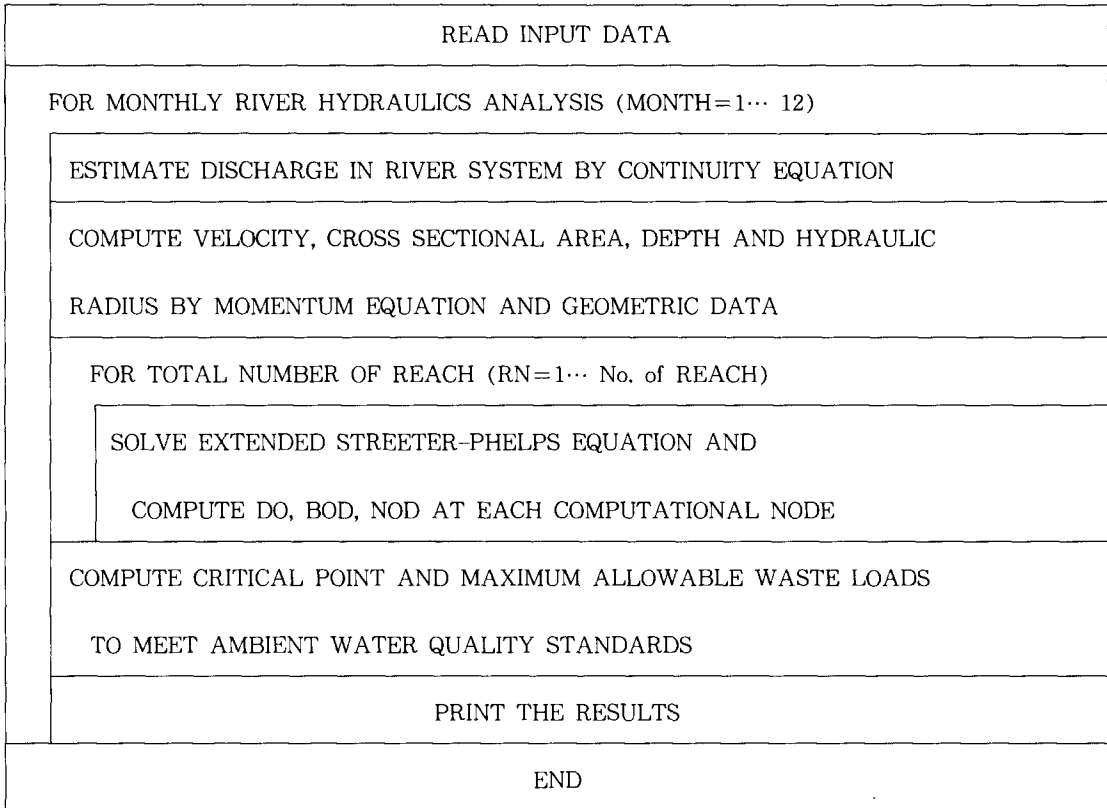 READ INPUT DATA
FOR MONTHLY RIVER HYDRAULICS ANALYSIS (MONTH=1··· 12)
ESTIMATE DISCHARGE IN RIVER SYSTEM BY CONTINUITY EQUATION
COMPUTE VELOCITY, CROSS SECTIONAL AREA, DEPTH AND HYDRAULIC
RADIUS BY MOMENTUM EQUATION AND GEOMETRIC DATA
FOR TOTAL NUMBER OF REACH (RN=1··· No. of REACH)
SOLVE EXTENDED STREETER-PHELPS EQUATION AND
COMPUTE DO, BOD, NOD AT EACH COMPUTATIONAL NODE
COMPUTE CRITICAL POINT AND MAXIMUM ALLOWABLE WASTE LOADS
TO MEET AMBIENT WATER QUALITY STANDARDS
PRINT THE RESULTS
END